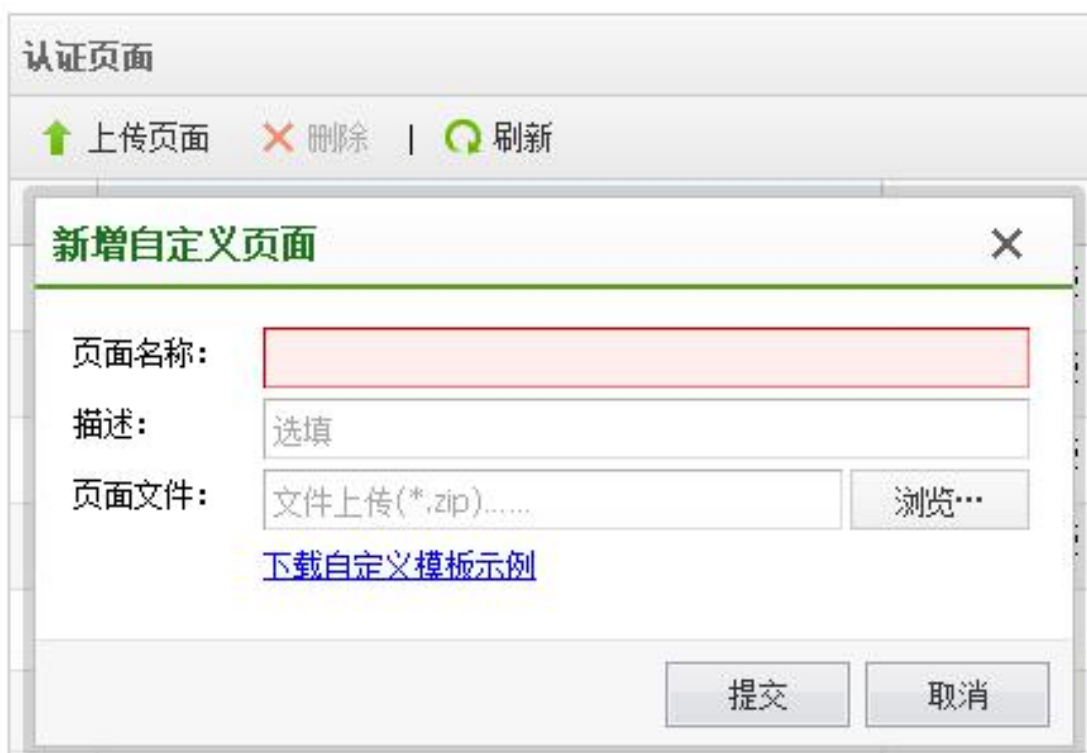 认证页面
上传页面 删除 | 刷新
新增自定义页面
页面名称：
描述： 选填
页面文件： 文件上传(*.zip)...... 浏览…
下载自定义模板示例
提交 取消